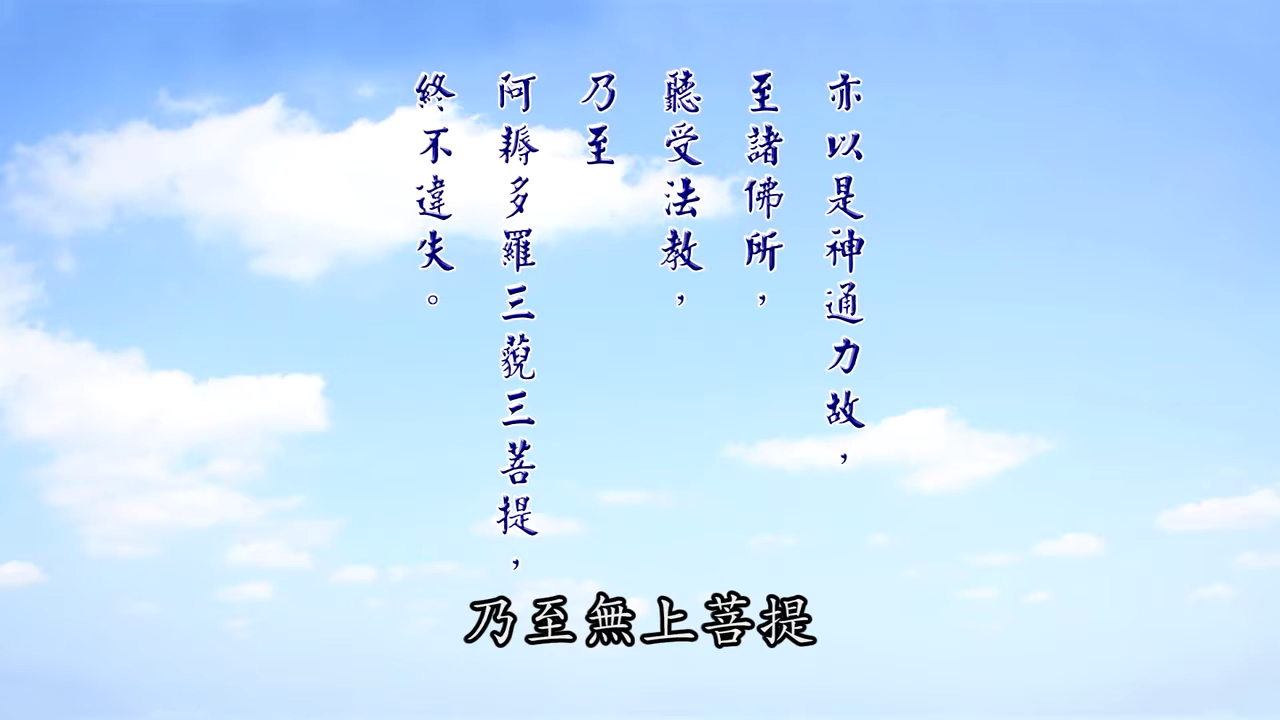 亦以是神通力故，
至諸佛所，
聽受法教，
乃至
阿耨多羅三藐三菩提，
終不違失。
乃至無上菩提